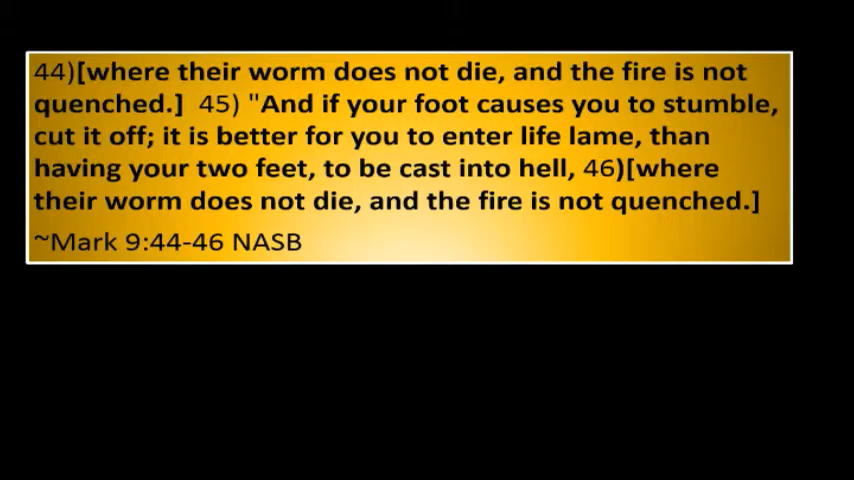 44)[where their worm does not die, and the fire is not
quenched.] 45) "And if your foot causes you to stumble,
cut it off; it is better for you to enter life lame, than
having your two feet, to be cast into hell, 46)[where
their worm does not die, and the fire is not quenched.]
~Mark 9:44-46 NASB